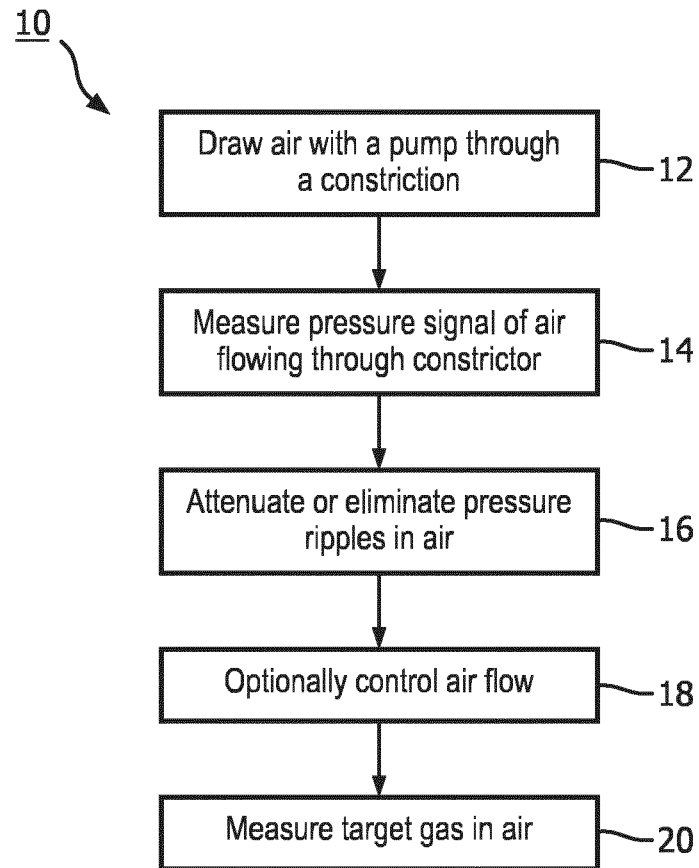 10
Draw air with a pump through
a constriction
12
Measure pressure signal of air
flowing through constrictor
14
Attenuate or eliminate pressure
ripples in air
16
Optionally control air flow
18
Measure target gas in air
20